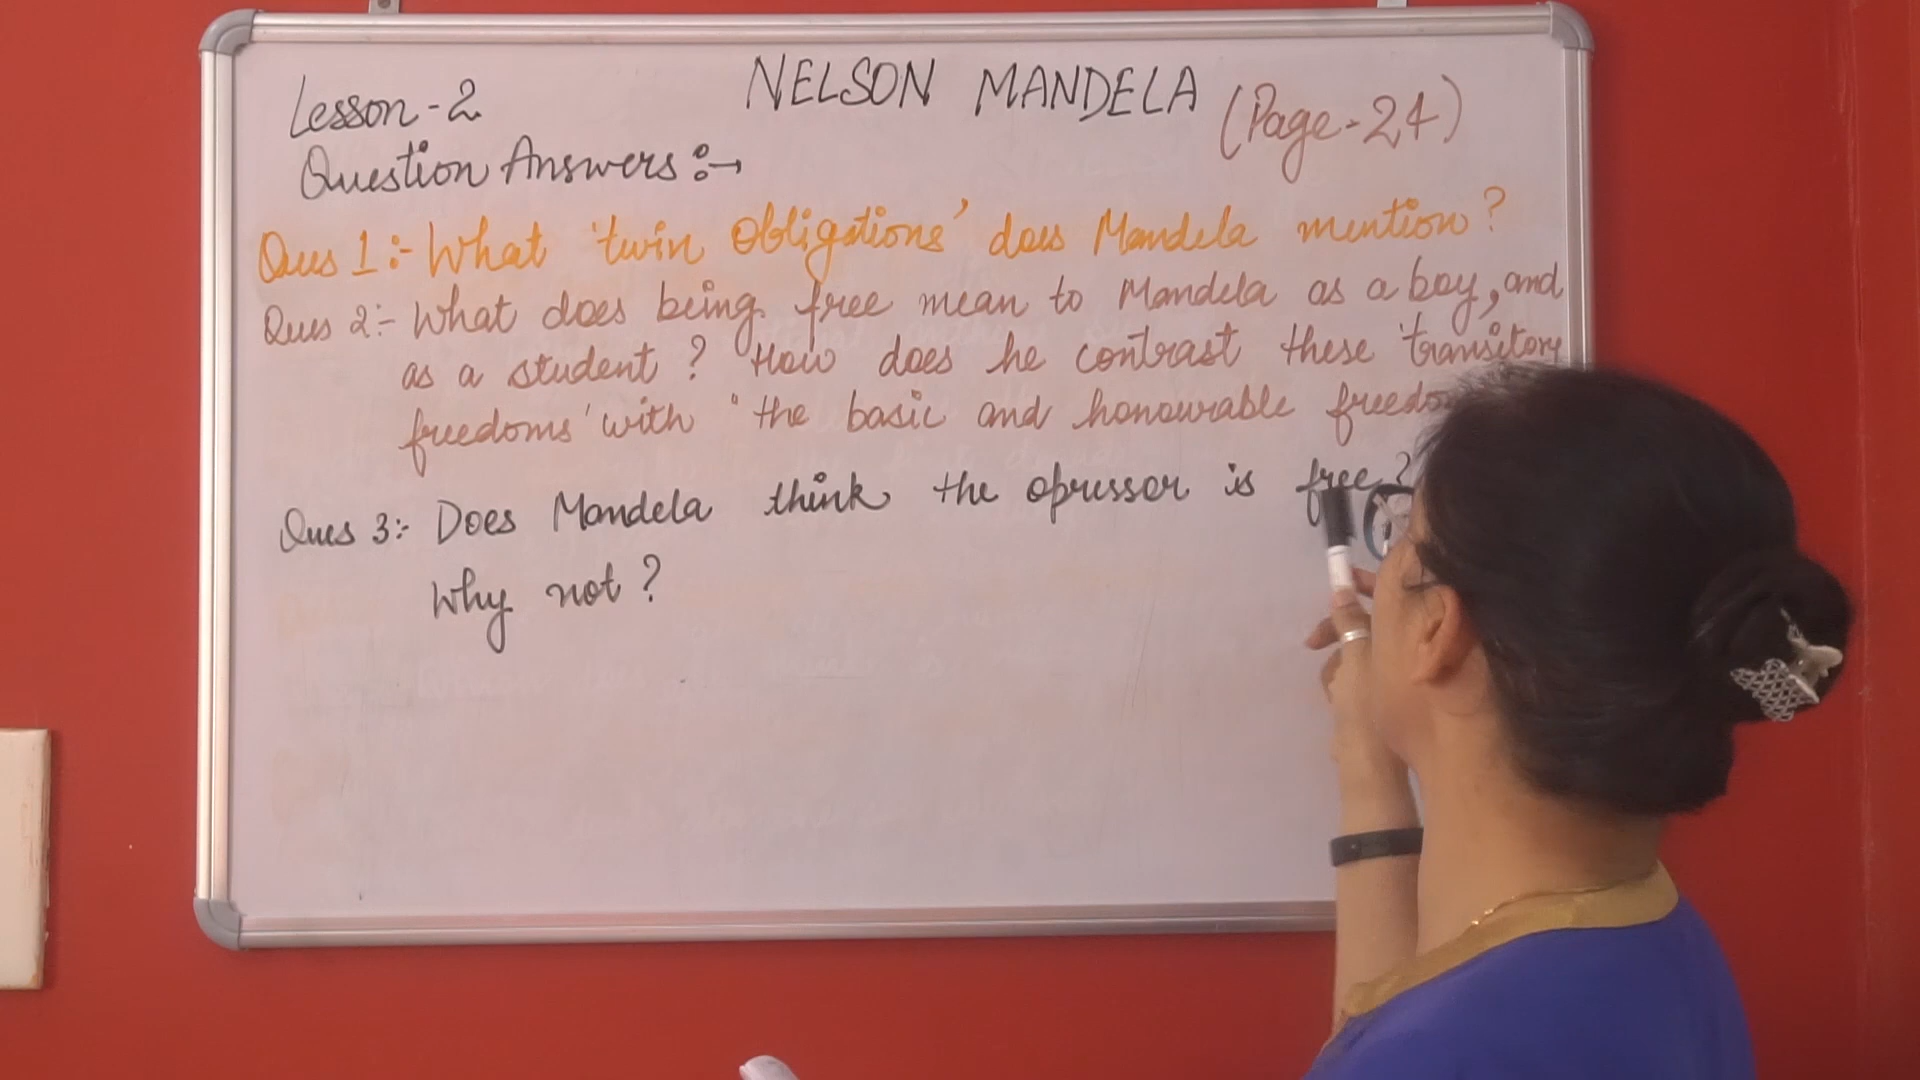 NELSON MANDELA
Lesson-2
(Page-24)
Question Answers :→
Ques 1:- What 'twin obligations' does Mandela mention?
Ques 2:- What does being free mean to Mandela as a boy, and
as a student? How does he contrast these 'transitory
freedoms' with 'the basic and honourable
Ques 3:- Does Mandela think the opressor is free?
Why not?